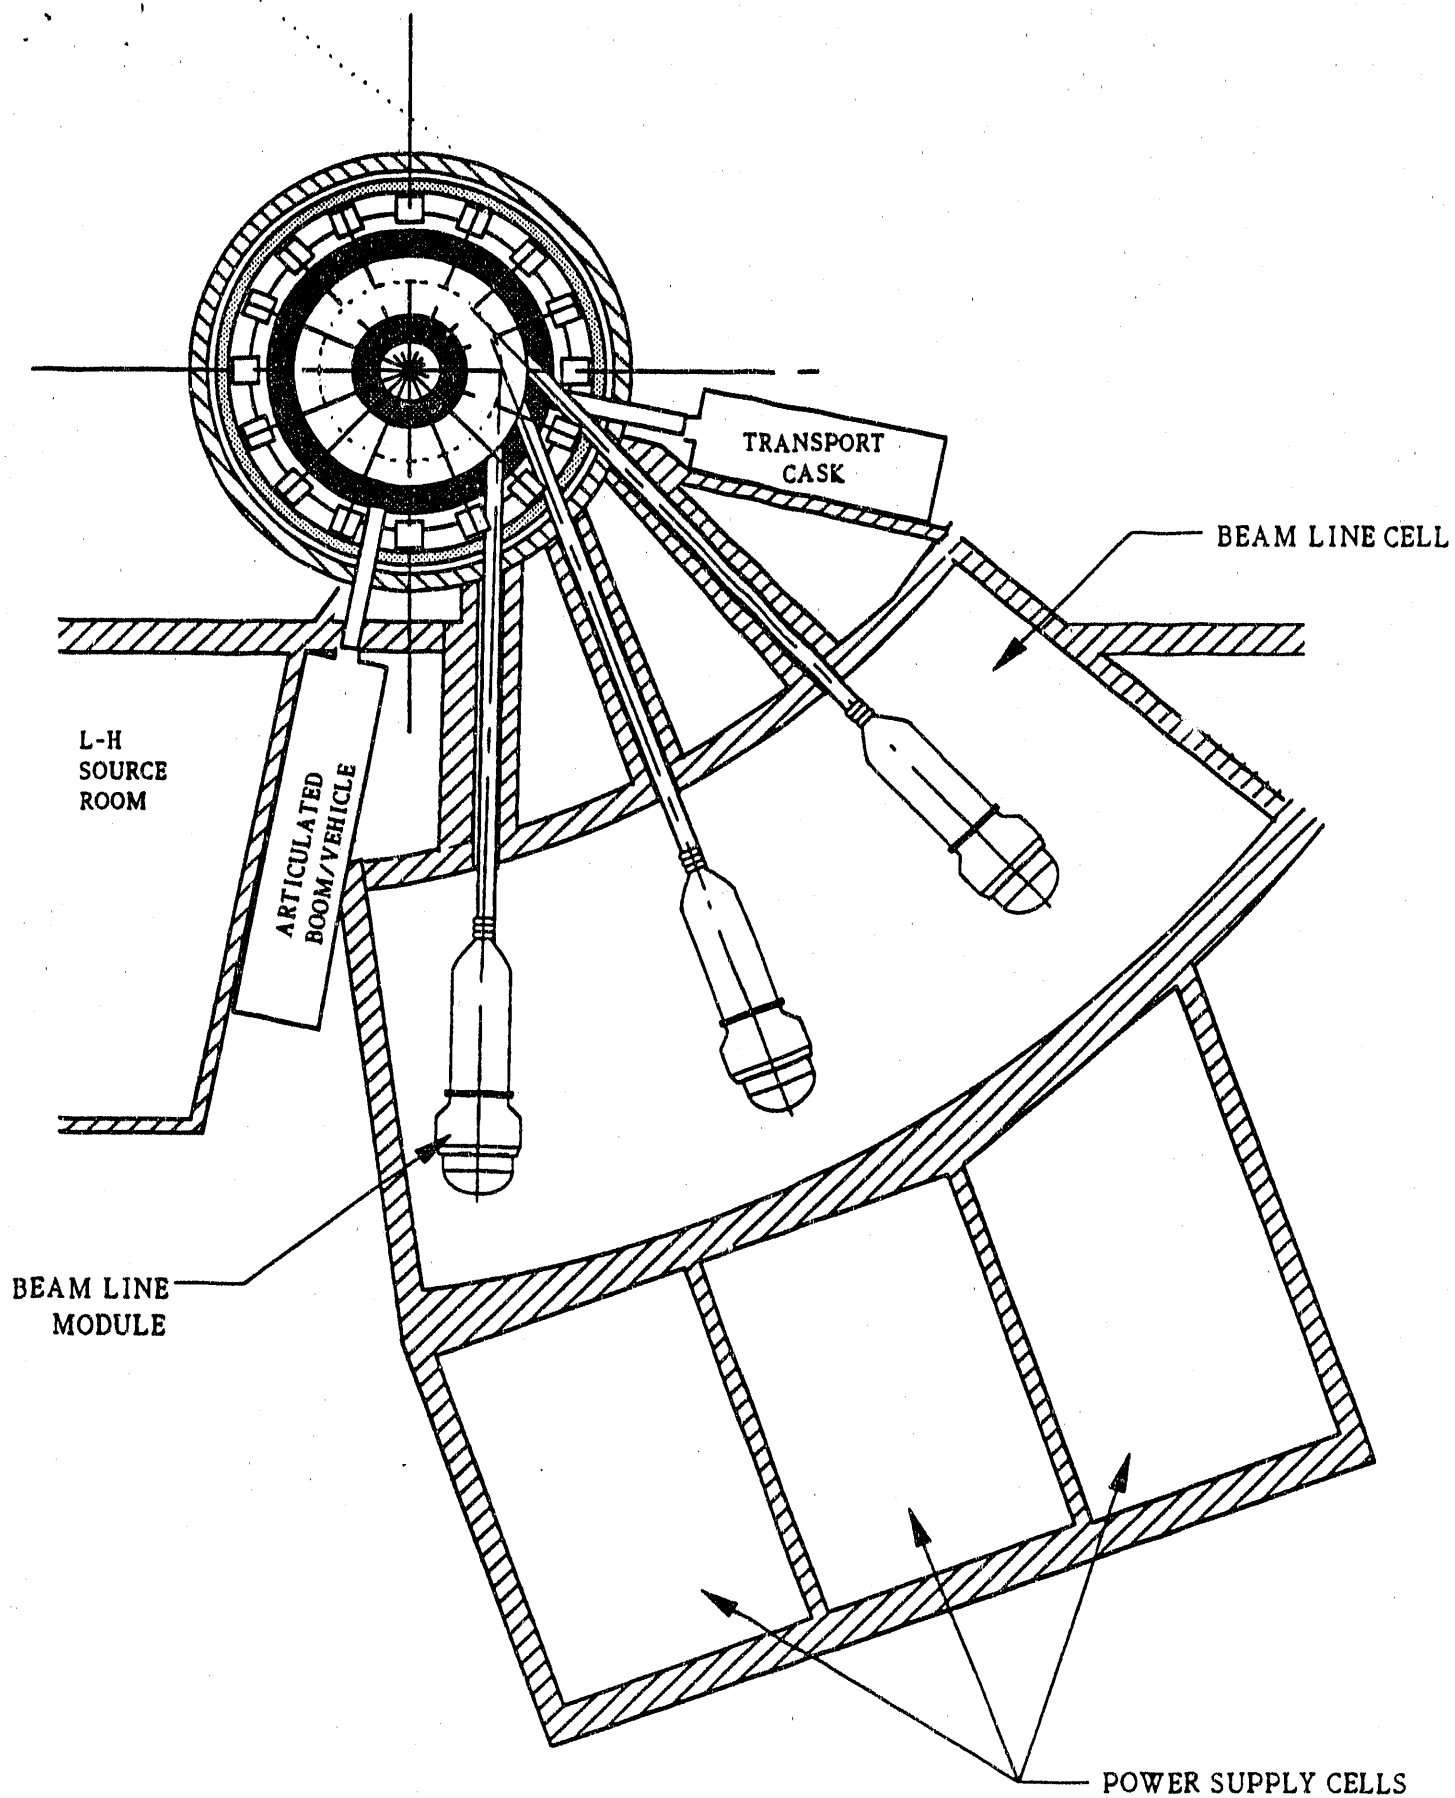 TRANSPORT
CASK
BEAM LINE CELL
L-H
SOURCE
ROOM
ARTICULATED
BOOM/VEHICLE
BEAM LINE
MODULE
POWER SUPPLY CELLS